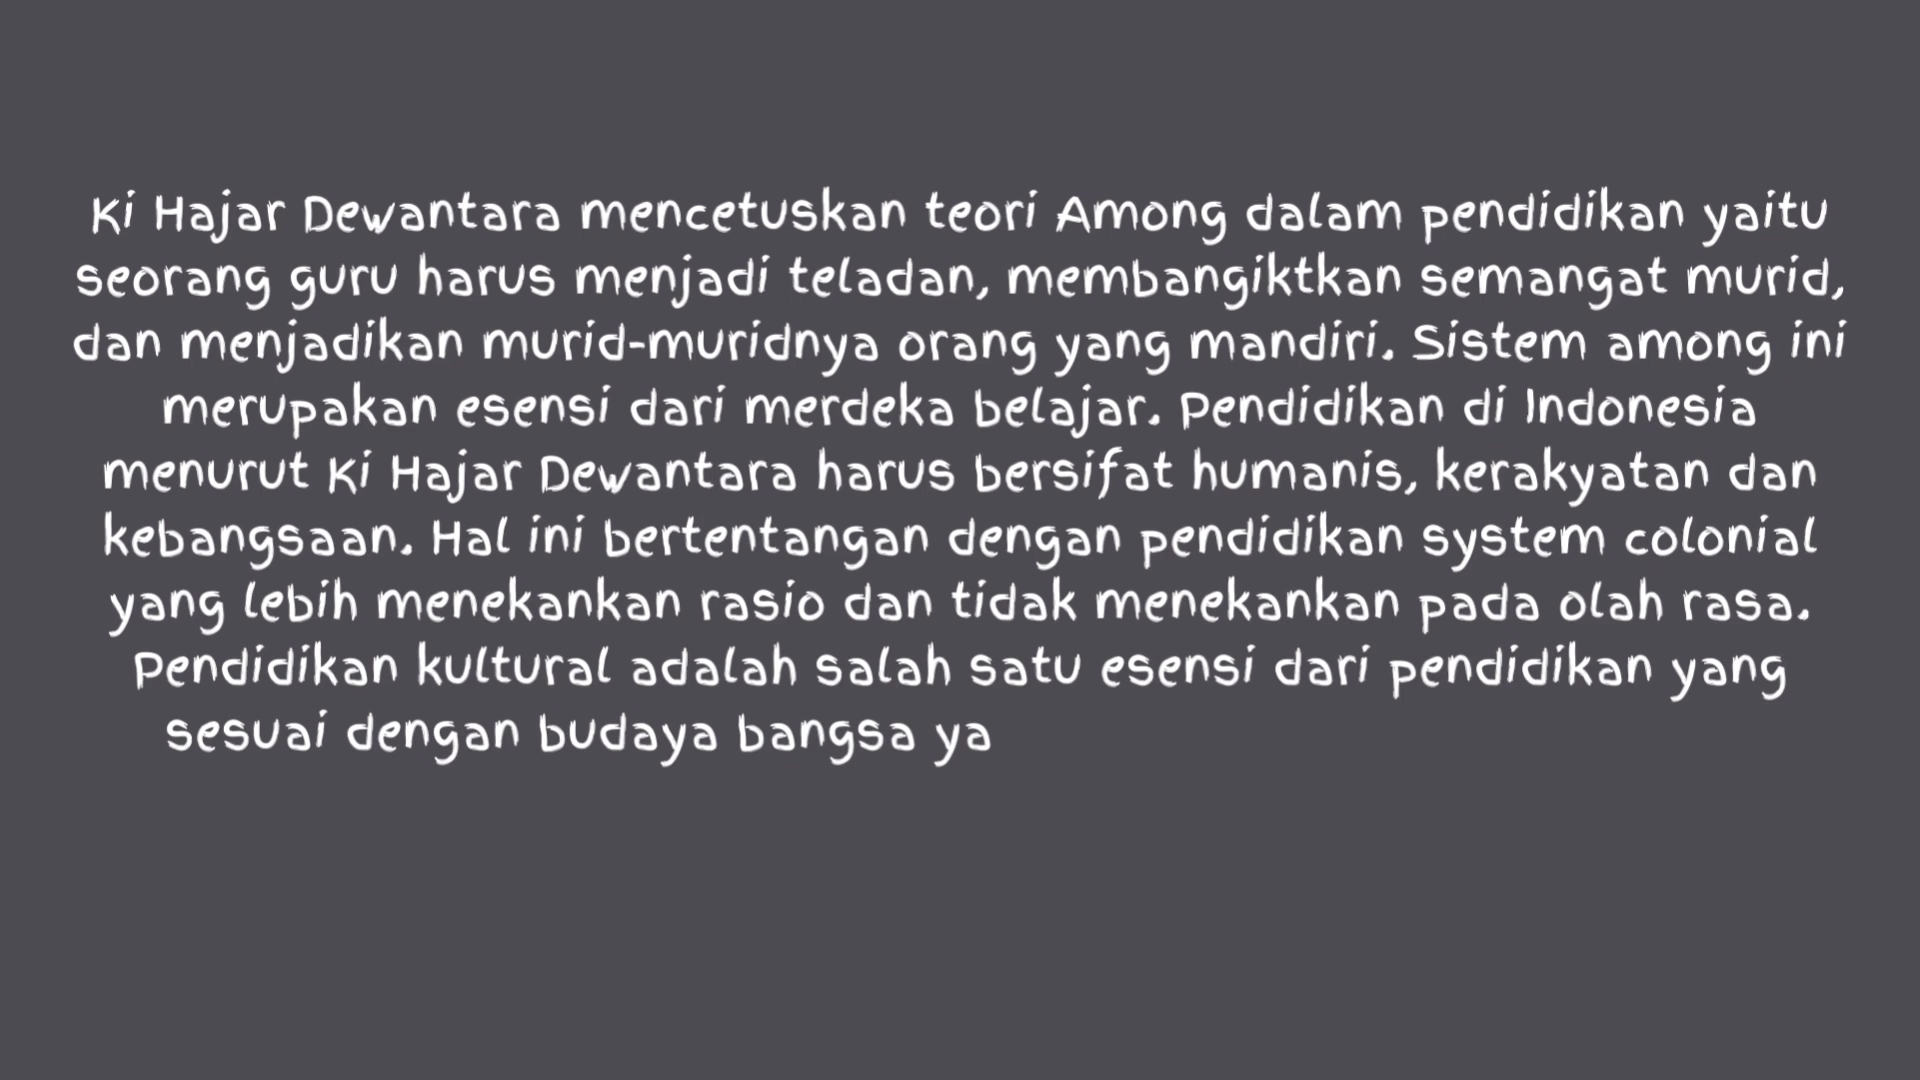 Ki Hajar Dewantara mencetuskan teori Among dalam pendidikan yaitu
seorang guru harus menjadi teladan, membangiktkan semangat murid,
dan menjadikan murid-muridnya orang yang mandiri. Sistem among ini
merupakan esensi dari merdeka belajar. Pendidikan di Indonesia
menurut Ki Hajar Dewantara harus bersifat humanis, kerakyatan dan
kebangsaan. Hal ini bertentangan dengan pendidikan system colonial
yang lebih menekankan rasio dan tidak menekankan pada olah rasa.
Pendidikan kultural adalah salah satu esensi dari pendidikan yang
sesuai dengan budaya bangsa ya